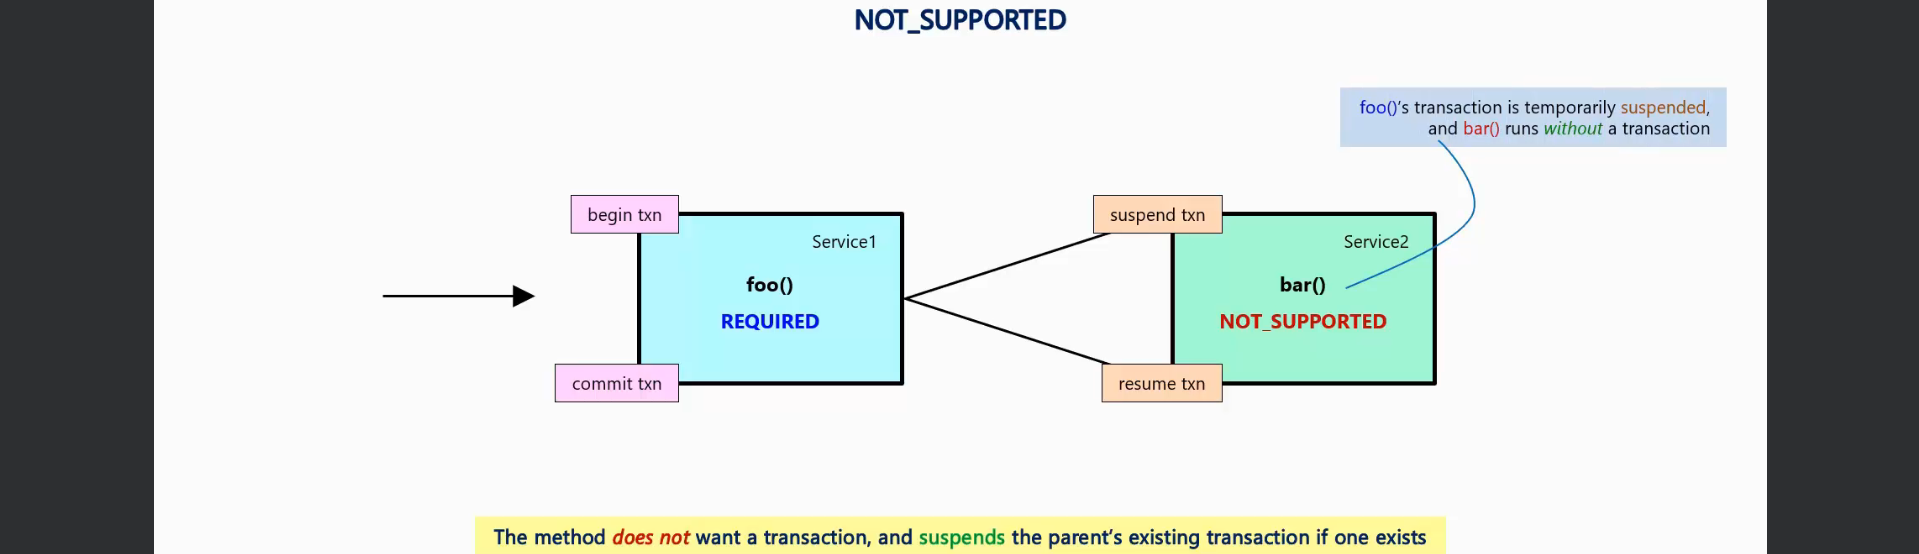 NOT_SUPPORTED
foo()’s transaction is temporarily suspended,
and bar() runs without a transaction
begin txn
Service1
foo()
REQUIRED
commit txn
suspend txn
Service2
bar()
NOT_SUPPORTED
resume txn
The method does not want a transaction, and suspends the parent’s existing transaction if one exists